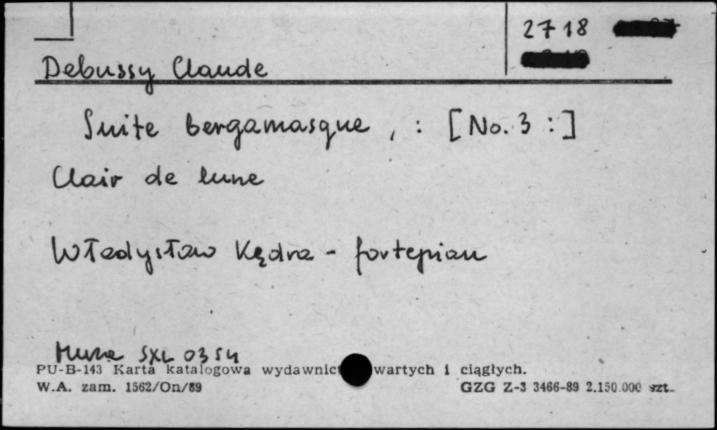 2718
Debussy Claude
Suite bergamasque, : [No. 3 :]
Clair de lune
Władysław Kędra - fortepian
Muza SXL 0354
PU-B-143 Karta katalogowa wydawnic wartych i ciągłych.
W.A. zam. 1562/On/89 GZG Z-3 3466-89 2.150.000 szt.